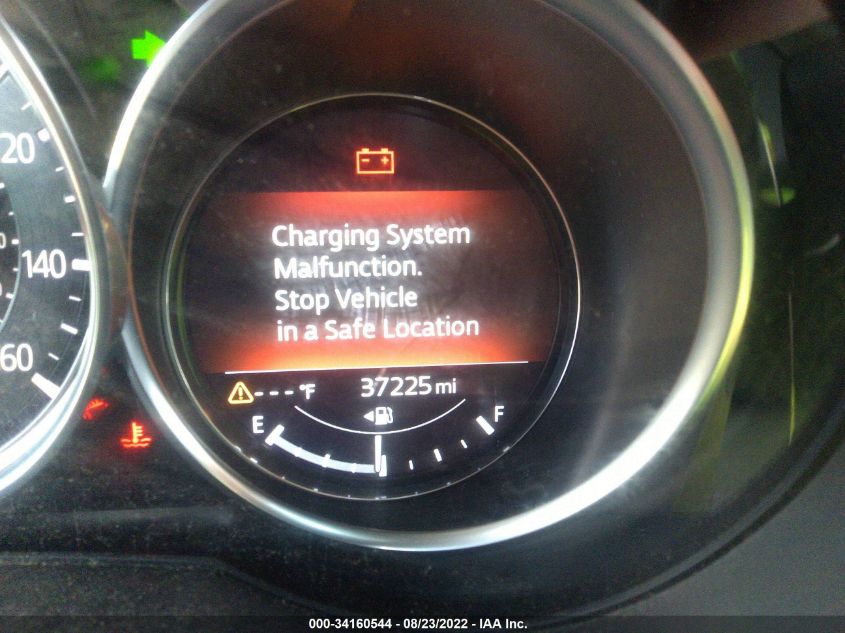 20
140
60
- +
Charging System
Malfunction.
Stop Vehicle
in a Safe Location
---°F 37225 mi
E F
000-34160544 - 08/23/2022 - IAA Inc.